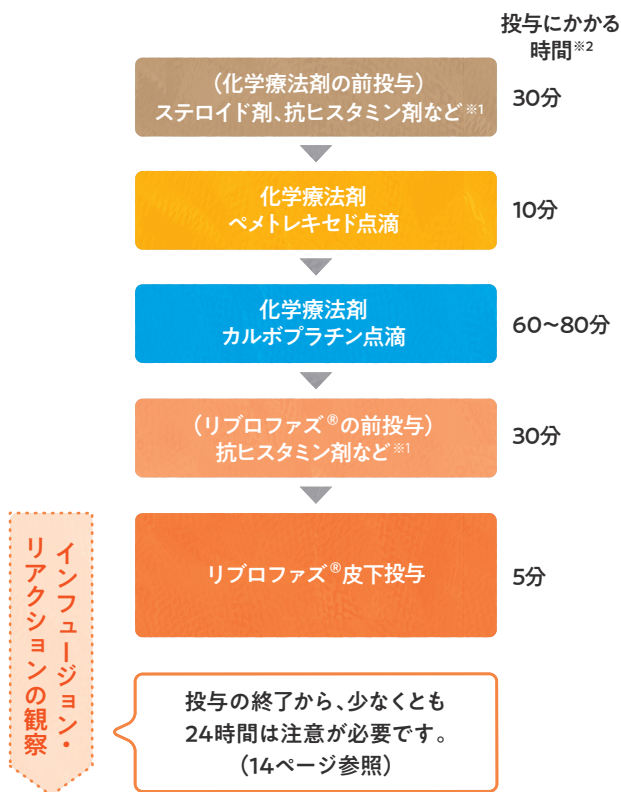 投与にかかる
時間※2
（化学療法剤の前投与）
ステロイド剤、抗ヒスタミン剤など※1
30分
化学療法剤
ペメトレキセド点滴
10分
化学療法剤
カルボプラチン点滴
60〜80分
（リブロファズ®の前投与）
抗ヒスタミン剤など※1
30分
リブロファズ®皮下投与
5分
インフュージョン・
リアクションの観察
投与の終了から、少なくとも
24時間は注意が必要です。
（14ページ参照）